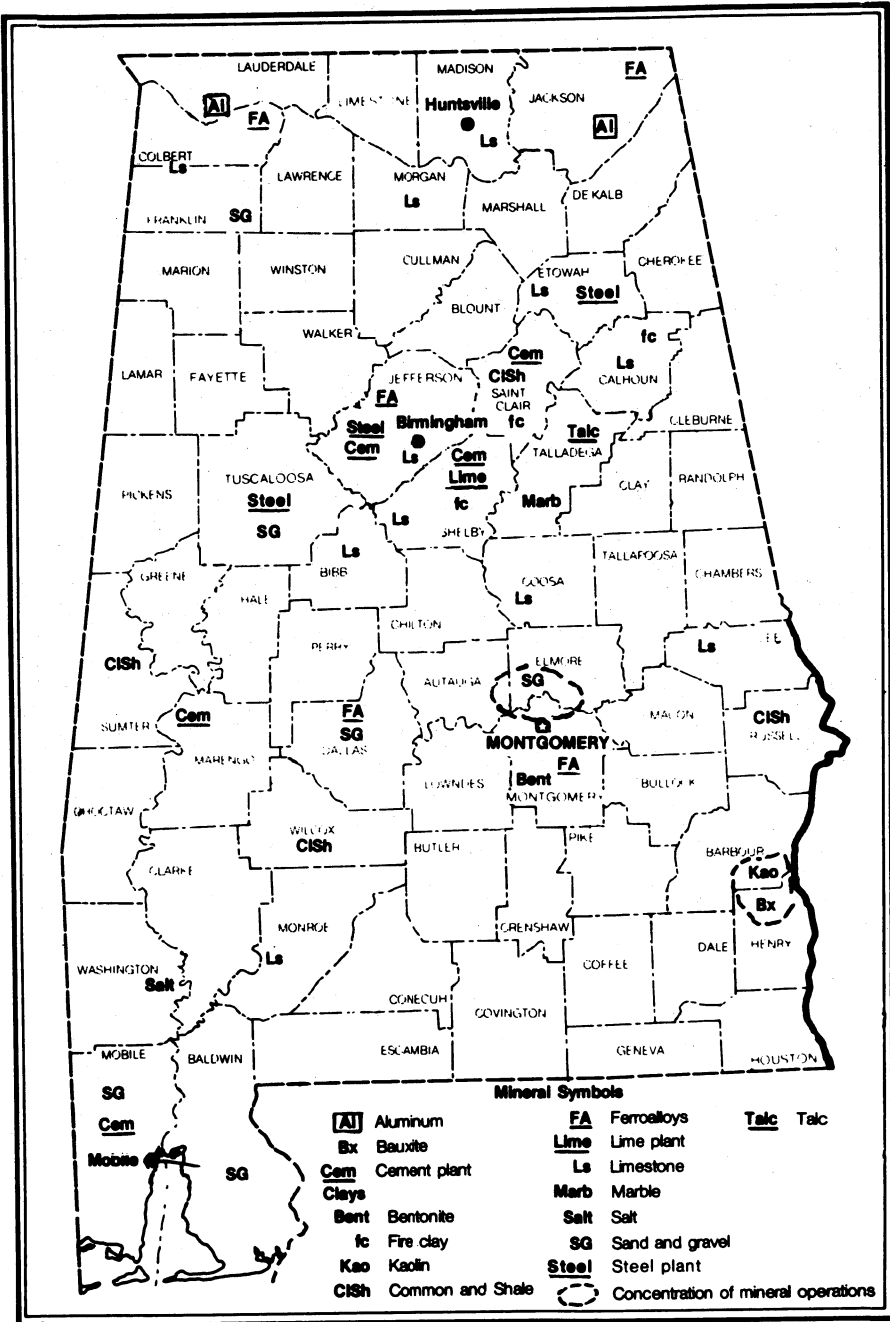 LAUDERDALE
MADISON
FA
LIMESTONE
JACKSON
Al
Huntsville
FA
Al
Ls
COLBERT
Ls
LAWRENCE
MORGAN
DE KALB
Ls
MARSHALL
FRANKLIN
SG
MARION
WINSTON
CULLMAN
ETOWAH
CHEROKEE
Ls
Steel
BLOUNT
WALKER
fc
Cem
Ls
LAMAR
FAYETTE
JEFFERSON
ClSh
CALHOUN
SAINT
CLAIR
FA
fc
CLEBURNE
Steel
Birmingham
Talc
Cem
Ls
Cem
TALLADEGA
TUSCALOOSA
Lime
CLAY
RANDOLPH
PICKENS
Steel
fc
Marb
SG
Ls
SHELBY
Ls
TALLAPOOSA
GREENE
BIBB
COOSA
CHAMBERS
HALE
Ls
CHILTON
PERRY
LEE
Ls
ClSh
ELMORE
AUTAUGA
SG
Cem
FA
MACON
ClSh
SUMTER
SG
RUSSELL
DALLAS
MONTGOMERY
MARENGO
FA
LOWNDES
Bent
BULLOCK
MONTGOMERY
CHOCTAW
WILCOX
PIKE
ClSh
BUTLER
BARBOUR
CLARKE
Kao
Bx
MONROE
CRENSHAW
Ls
DALE
HENRY
WASHINGTON
COFFEE
Salt
CONECUH
COVINGTON
MOBILE
BALDWIN
ESCAMBIA
GENEVA
HOUSTON
SG
Cem
Mobile
SG
Mineral Symbols
Al Aluminum
Bx Bauxite
Cem Cement plant
Clays
Bent Bentonite
fc Fire clay
Kao Kaolin
ClSh Common and Shale
FA Ferroalloys
Lime Lime plant
Ls Limestone
Marb Marble
Salt Salt
SG Sand and gravel
Steel Steel plant
Concentration of mineral operations
Talc Talc